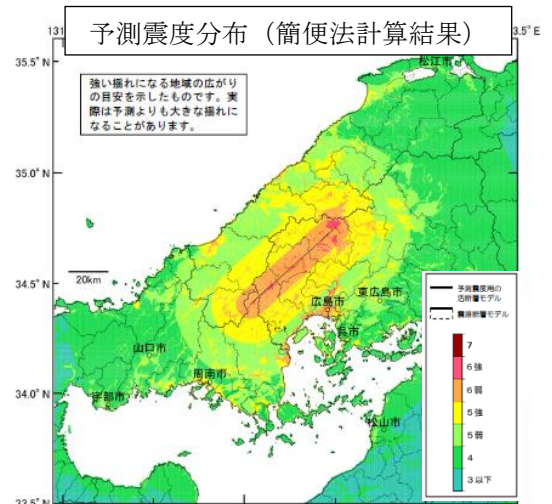 予測震度分布（簡便法計算結果）
131
3.5°E
35.5°N
松江市
強い揺れになる地域の広がり
の目安を示したものです。実
際は予測よりも大きな揺れに
なることがあります。
35.0°N
20km
34.5°N
東広島市
広島市
呉市
山口市
周南市
34.0°N
宇部市
松山市
33.5°N
予測震度用の
活断層モデル
震源断層モデル
7
6強
6弱
5強
5弱
4
3以下